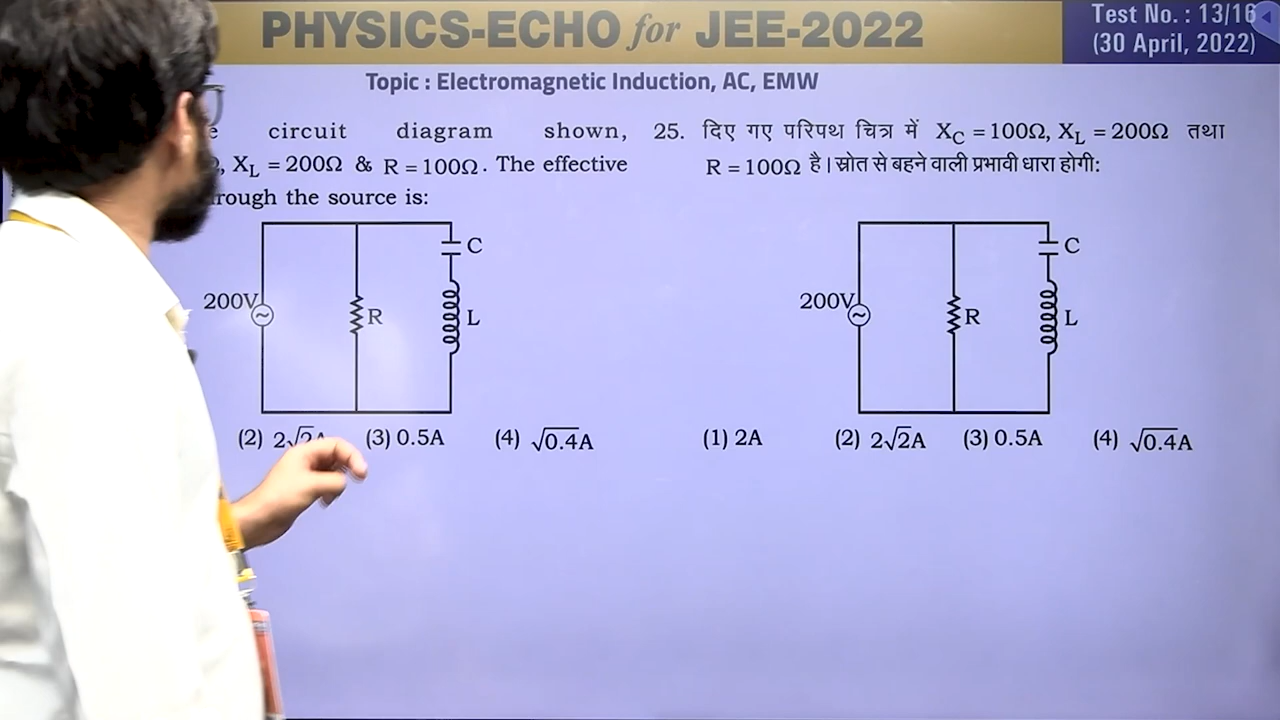 PHYSICS-ECHO for JEE-2022
Test No. : 13/16
(30 April, 2022)
Topic : Electromagnetic Induction, AC, EMW
circuit diagram shown,
, X_L = 200Ω & R = 100Ω. The effective
rough the source is:
C
200V
R
L
(2) 2√2A (3) 0.5A (4) √0.4A
25. दिए गए परिपथ चित्र में X_C = 100Ω, X_L = 200Ω तथा
R = 100Ω है। स्रोत से बहने वाली प्रभावी धारा होगी:
C
200V
R
L
(1) 2A (2) 2√2A (3) 0.5A (4) √0.4A